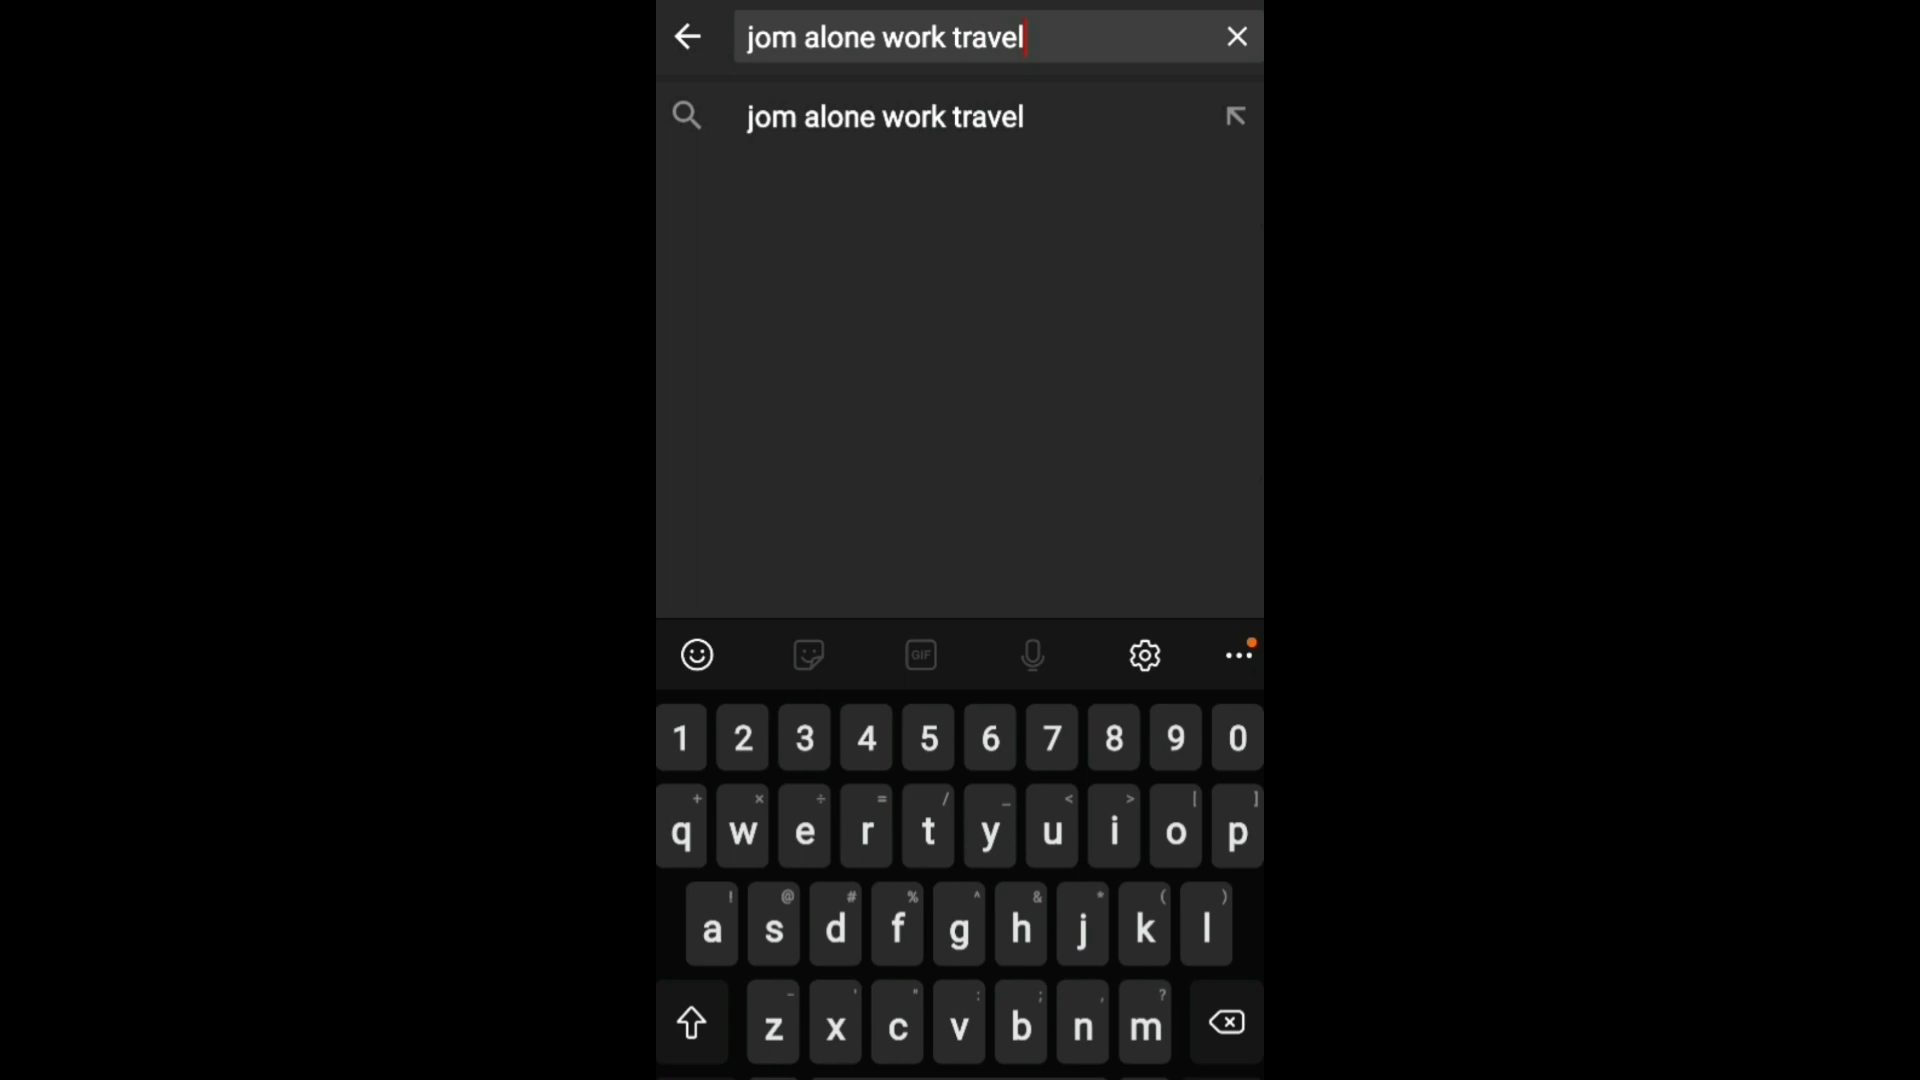 jom alone work travel
jom alone work travel
GIF
1 2 3 4 5 6 7 8 9 0
+ × ÷ = / _ < > [ ]
q w e r t y u i o p
! @ # % ^ & * ( )
a s d f g h j k l
- ' " : ; , ?
z x c v b n m